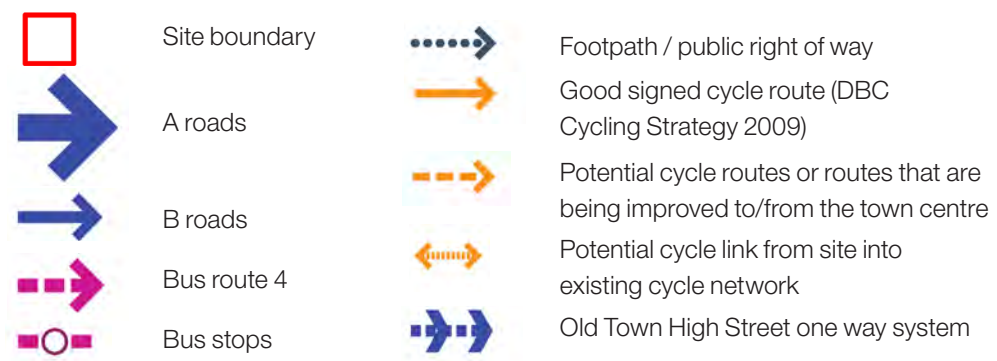 Site boundary
A roads
B roads
Bus route 4
Bus stops
Footpath / public right of way
Good signed cycle route (DBC
Cycling Strategy 2009)
Potential cycle routes or routes that are
being improved to/from the town centre
Potential cycle link from site into
existing cycle network
Old Town High Street one way system